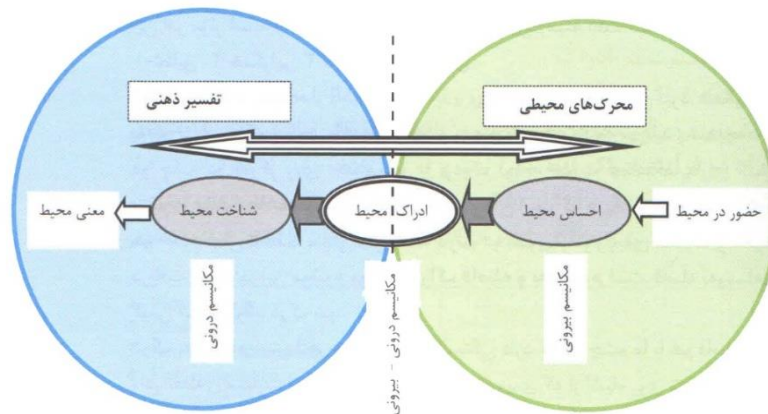 محرک‌های محیطی
تفسیر ذهنی
حضور در محیط
احساس محیط
ادراک محیط
شناخت محیط
معنی محیط
مکانیسم بیرونی
مکانیسم درونی - بیرونی
مکانیسم درونی